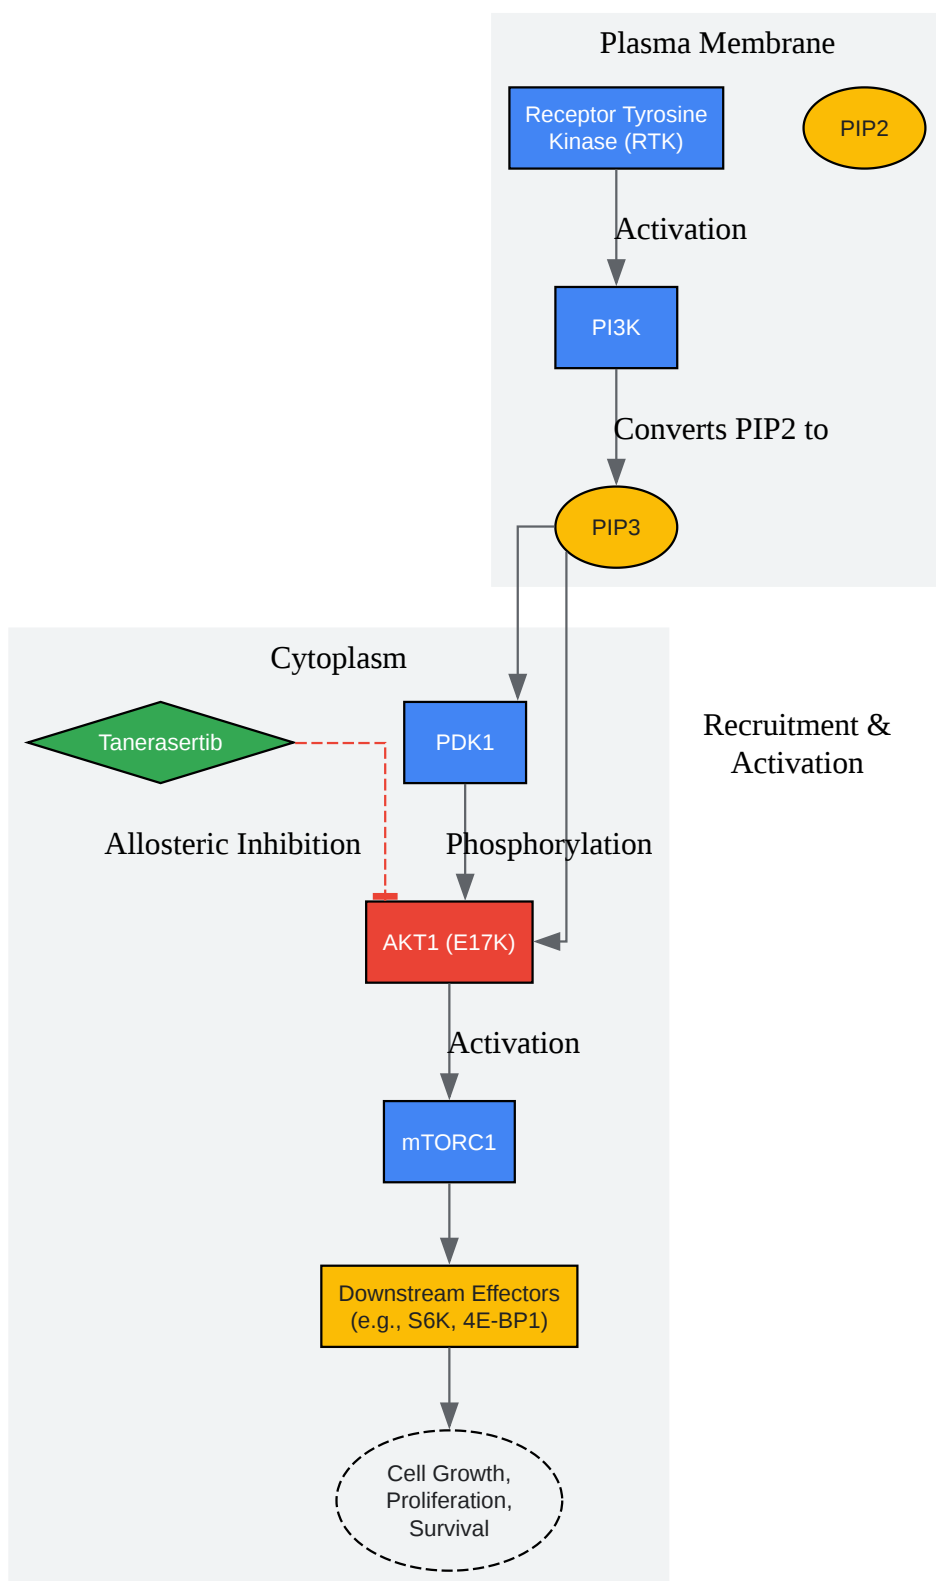 Plasma Membrane
Receptor Tyrosine
Kinase (RTK)
PIP2
Activation
PI3K
Converts PIP2 to
PIP3
Cytoplasm
Tanerasertib
PDK1
Recruitment &
Activation
Allosteric Inhibition
Phosphorylation
AKT1 (E17K)
Activation
mTORC1
Downstream Effectors
(e.g., S6K, 4E-BP1)
Cell Growth,
Proliferation,
Survival